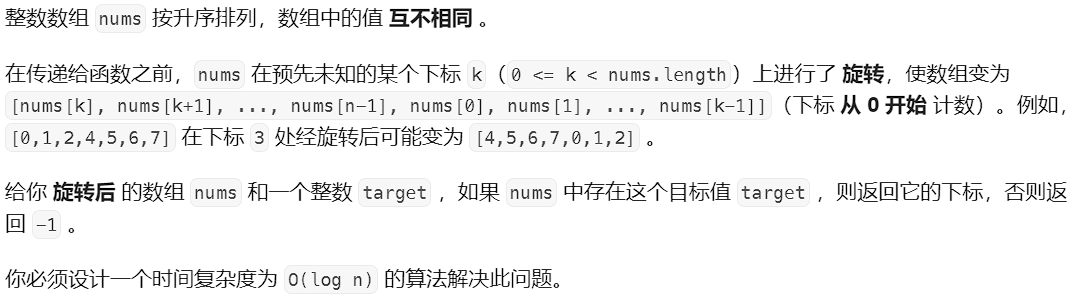 整数数组 nums 按升序排列，数组中的值 互不相同 。
在传递给函数之前，nums 在预先未知的某个下标 k（0 <= k < nums.length）上进行了 旋转，使数组变为
[nums[k], nums[k+1], ..., nums[n-1], nums[0], nums[1], ..., nums[k-1]]（下标 从 0 开始 计数）。例如，
[0,1,2,4,5,6,7] 在下标 3 处经旋转后可能变为 [4,5,6,7,0,1,2] 。
给你 旋转后 的数组 nums 和一个整数 target ，如果 nums 中存在这个目标值 target ，则返回它的下标，否则返
回 -1 。
你必须设计一个时间复杂度为 O(log n) 的算法解决此问题。